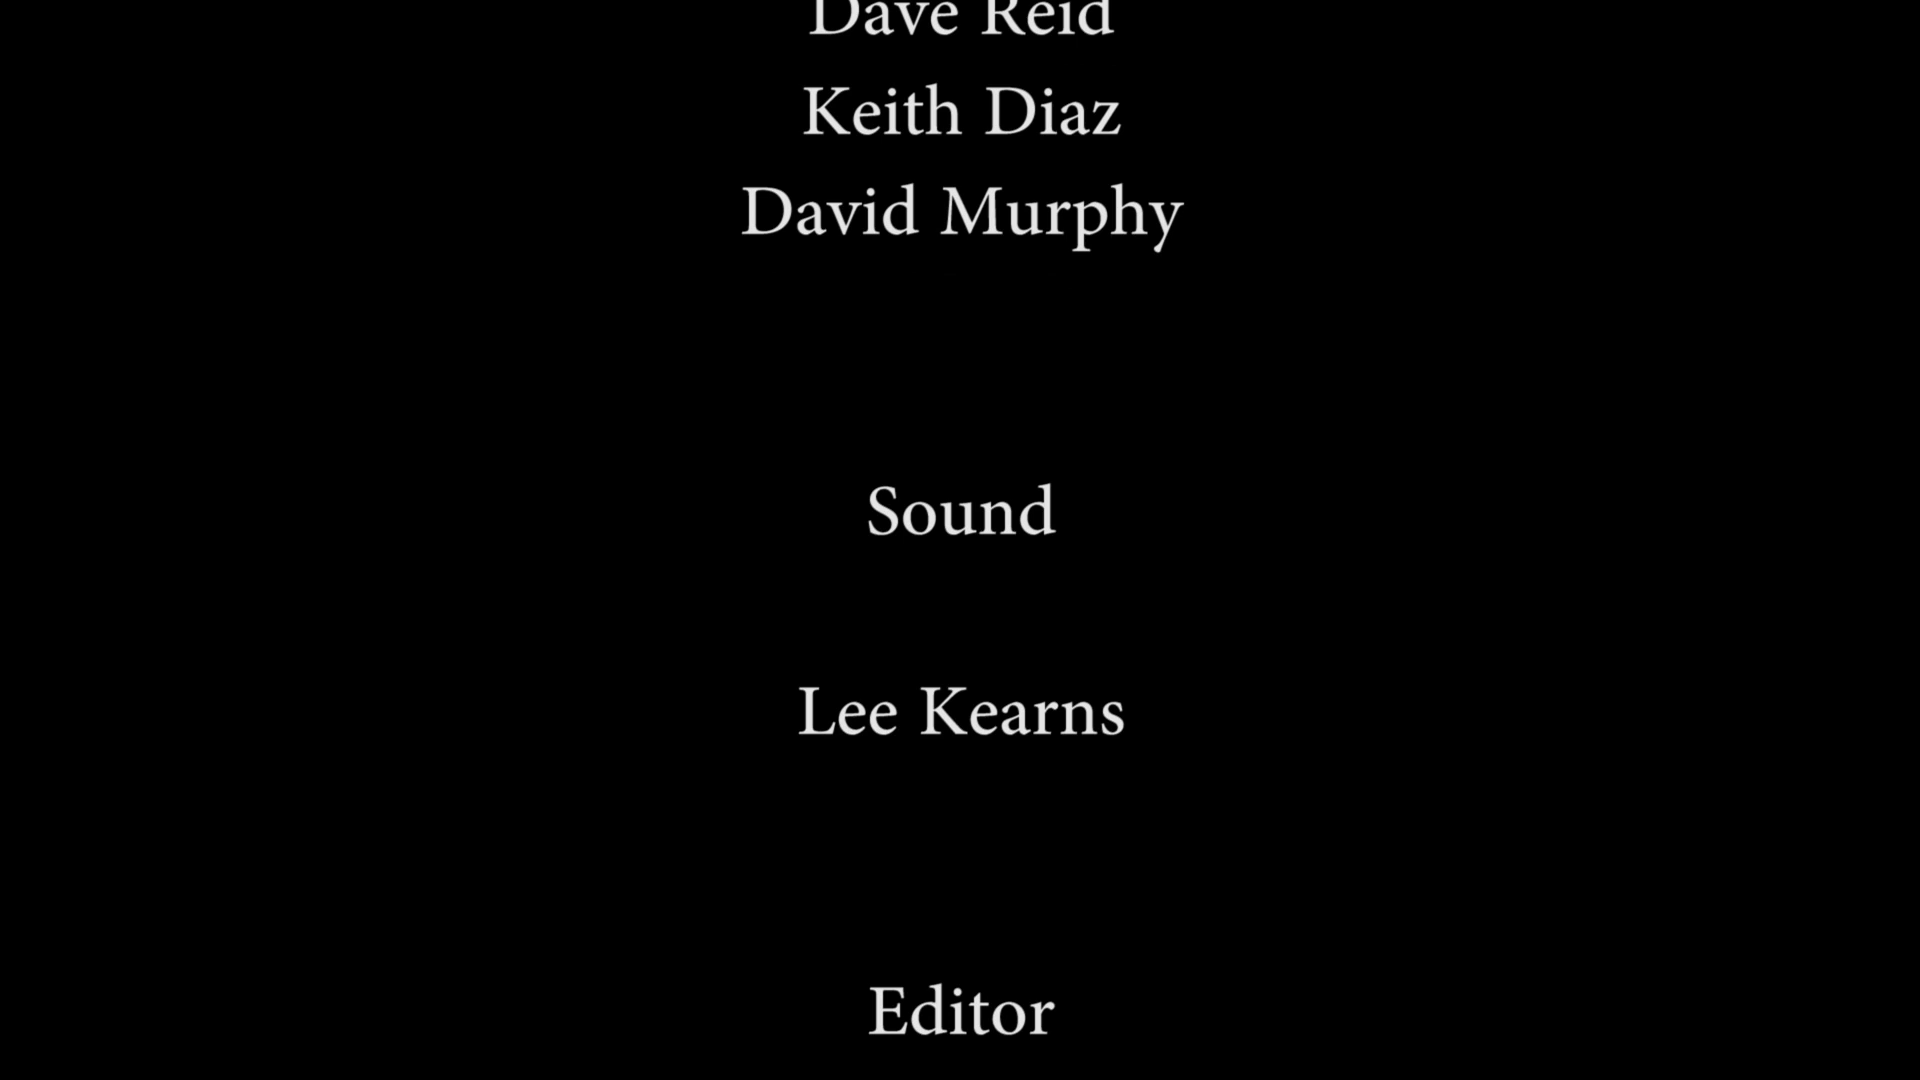 Dave Reid
Keith Diaz
David Murphy
Sound
Lee Kearns
Editor